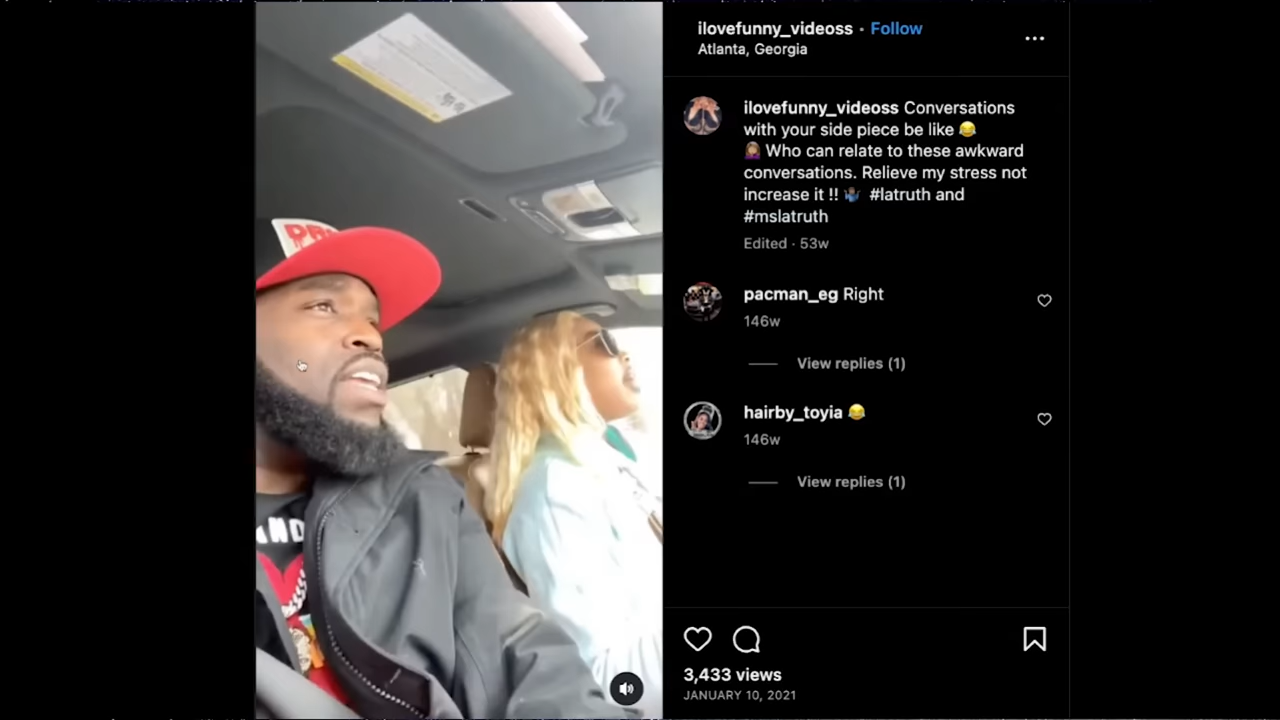 ilovefunny_videoss • Follow
Atlanta, Georgia
ilovefunny_videoss Conversations
with your side piece be like 😂
🤦🏽‍♀️ Who can relate to these awkward
conversations. Relieve my stress not
increase it !! 🤷🏿‍♂️ #latruth and
#mslatruth
Edited · 53w
pacman_eg Right
146w
View replies (1)
hairby_toyia 😂
146w
View replies (1)
3,433 views
JANUARY 10, 2021